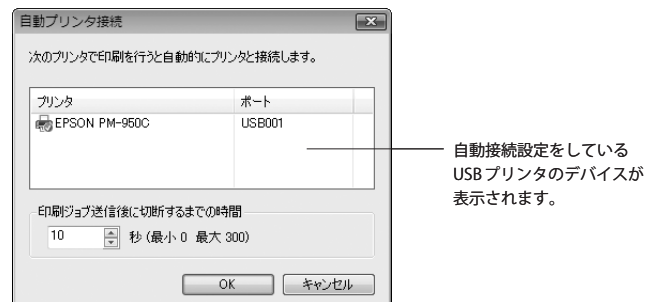 自動プリンタ接続
次のプリンタで印刷を行うと自動的にプリンタと接続します。
プリンタ ポート
EPSON PM-950C USB001
自動接続設定をしている
USBプリンタのデバイスが
表示されます。
印刷ジョブ送信後に切断するまでの時間
10 秒 (最小 0 最大 300)
OK キャンセル